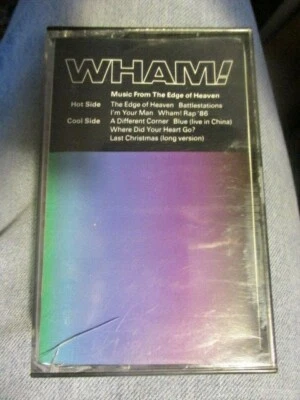 WHAM!
Music From The Edge of Heaven
Hot Side The Edge of Heaven Battlestations
I'm Your Man Wham! Rap '86
Cool Side A Different Corner Blue (live in China)
Where Did Your Heart Go?
Last Christmas (long version)